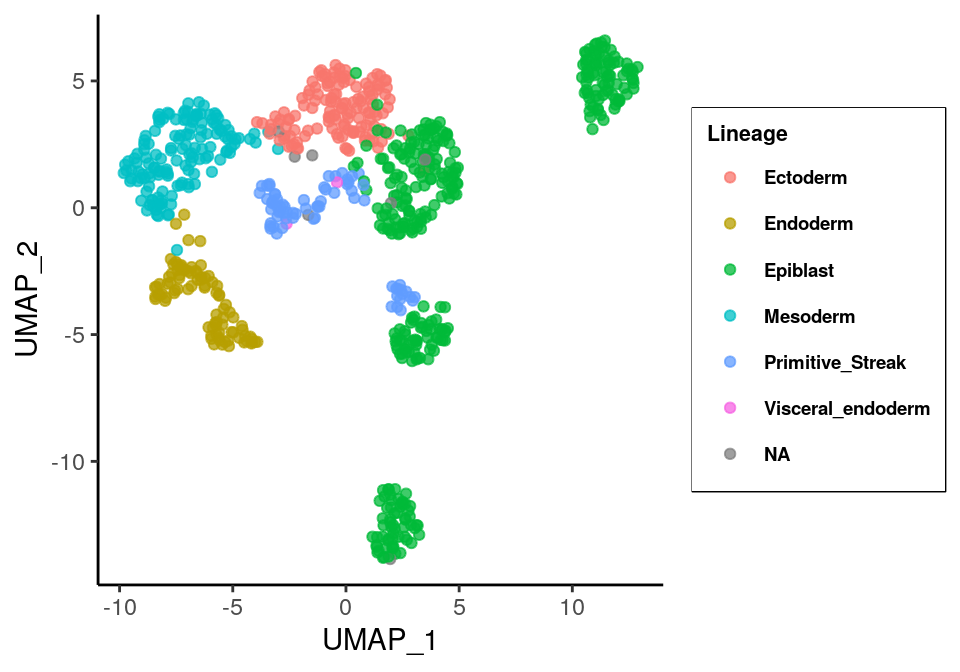 UMAP_2
5
0
-5
-10
-10
-5
0
5
10
UMAP_1
Lineage
Ectoderm
Endoderm
Epiblast
Mesoderm
Primitive_Streak
Visceral_endoderm
NA